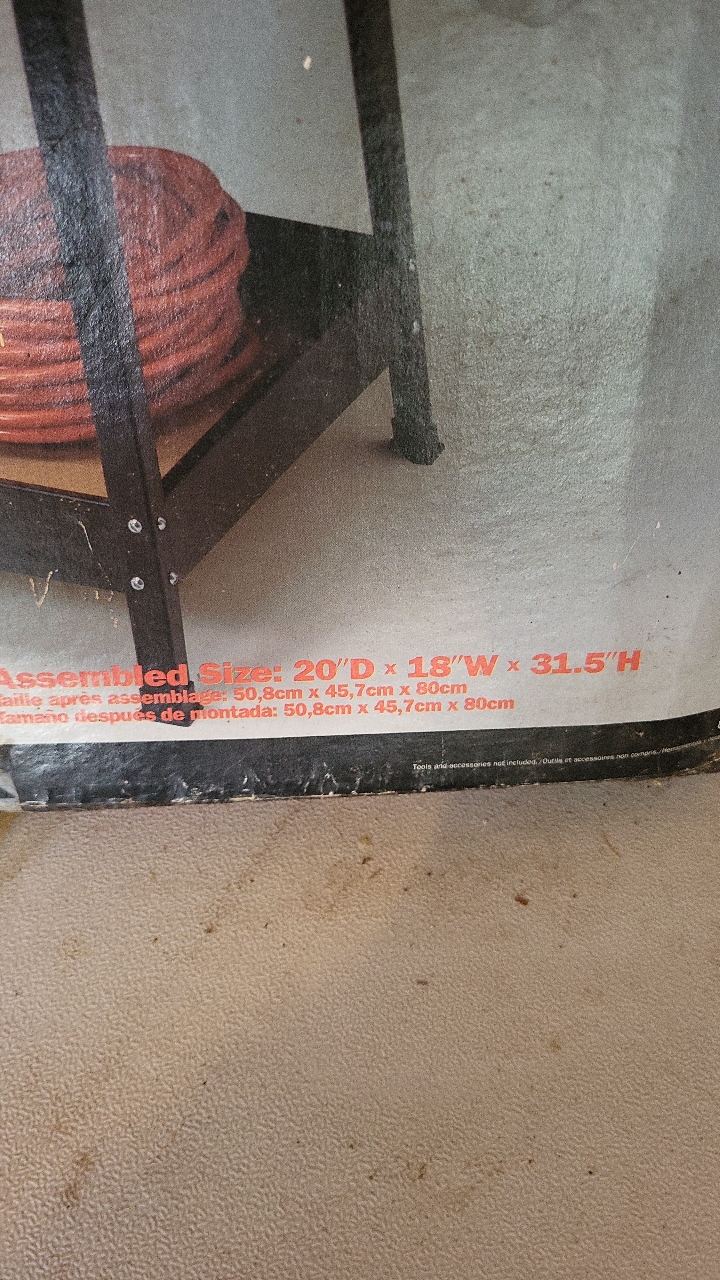 Assembled Size: 20"D x 18"W x 31.5"H
Taille après assemblage: 50,8cm x 45,7cm x 80cm
Tamaño después de montada: 50,8cm x 45,7cm x 80cm
Tools and accessories not included./Outils et accessoires non compris./Herramientas